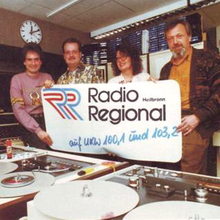 RR Radio Heilbronn
Regional
auf UKW 100,1 und 103,2